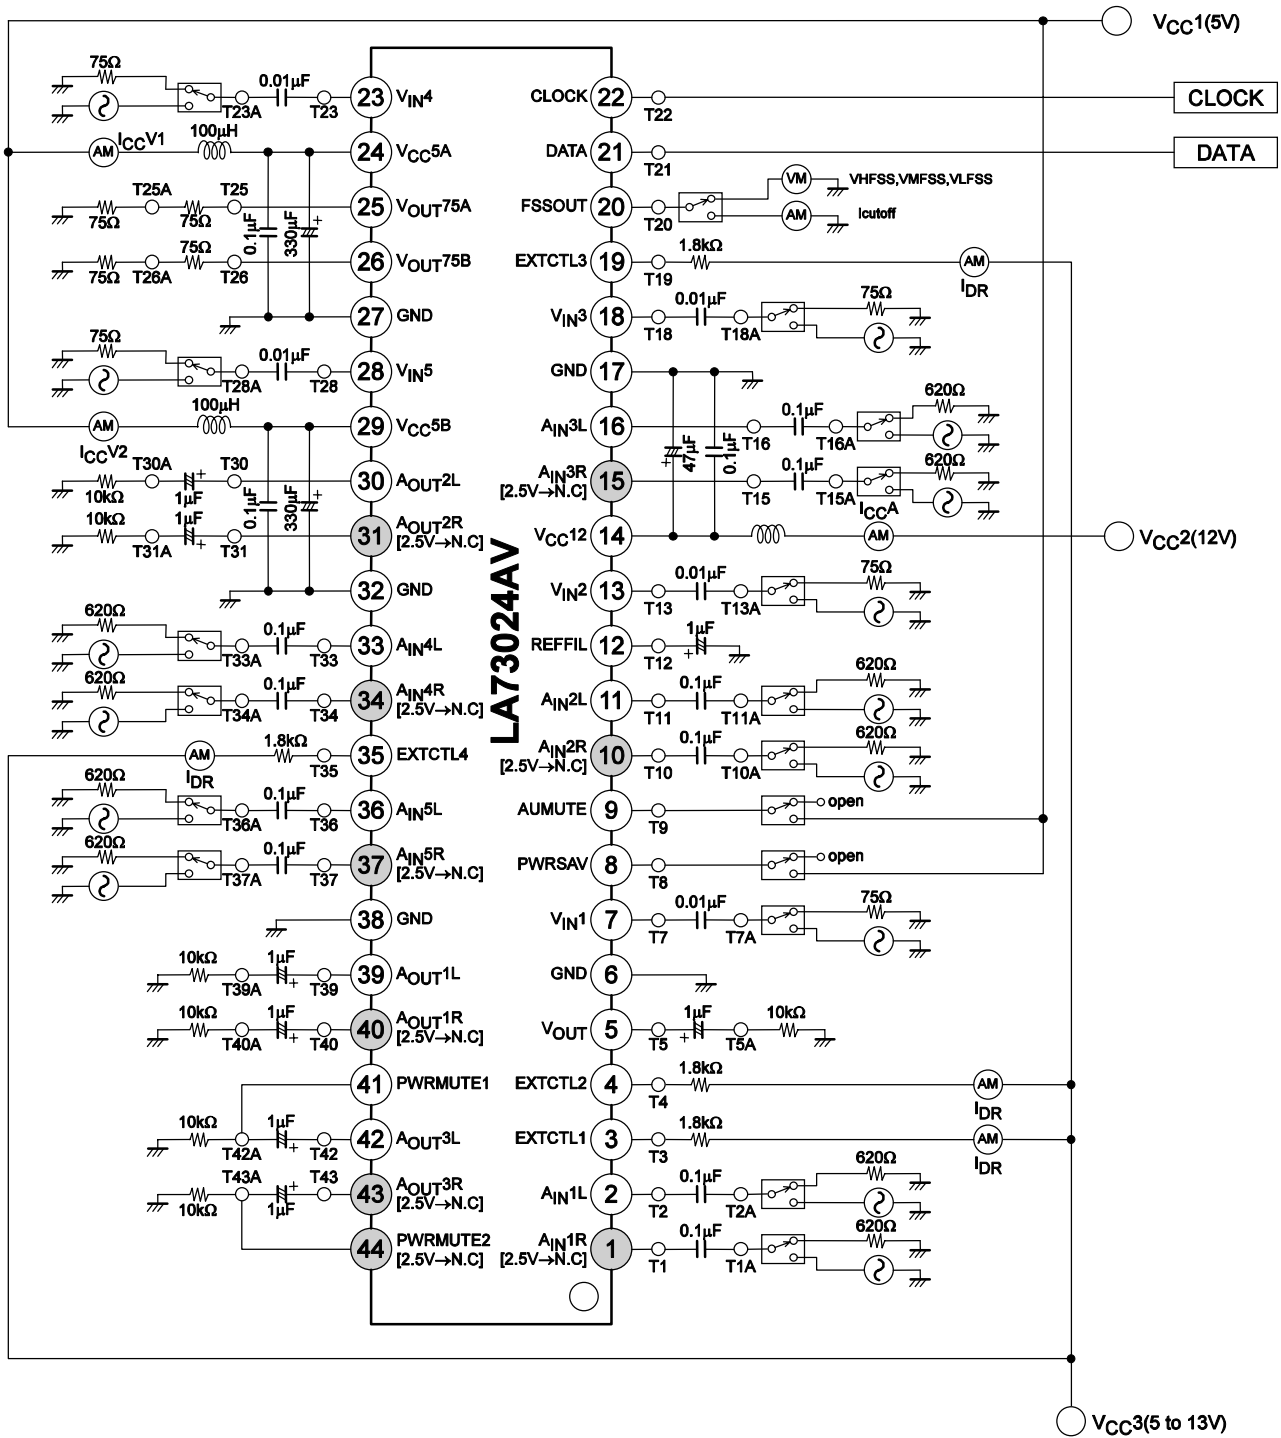 VCC1(5V)
75Ω
0.01μF
T23A
T23
23
VIN4
CLOCK
22
T22
CLOCK
ICCV1
AM
100μH
24
VCC5A
DATA
21
T21
DATA
T25A
T25
75Ω
75Ω
25
VOUT75A
FSSOUT
20
T20
VM
VHFSS,VMFSS,VLFSS
AM
Icutoff
0.1μF
330μF
+
75Ω
75Ω
T26A
T26
26
VOUT75B
EXTCTL3
19
T19
1.8kΩ
AM
IDR
27
GND
VIN3
18
T18
0.01μF
T18A
75Ω
75Ω
0.01μF
T28A
T28
28
VIN5
GND
17
100μH
AM
ICCV2
29
VCC5B
AIN3L
16
T16
0.1μF
T16A
620Ω
47μF
+
0.1μF
T30A
T30
10kΩ
1μF
+
30
AOUT2L
AIN3R
[2.5V→N.C]
15
T15
0.1μF
T15A
620Ω
0.1μF
330μF
+
10kΩ
1μF
+
T31A
T31
31
AOUT2R
[2.5V→N.C]
VCC12
14
ICCA
AM
VCC2(12V)
LA73024AV
32
GND
VIN2
13
T13
0.01μF
T13A
75Ω
620Ω
0.1μF
T33A
T33
33
AIN4L
REFFIL
12
T12
1μF
+
620Ω
0.1μF
T34A
T34
34
AIN4R
[2.5V→N.C]
AIN2L
11
T11
0.1μF
T11A
620Ω
AM
IDR
1.8kΩ
T35
35
EXTCTL4
AIN2R
[2.5V→N.C]
10
T10
0.1μF
T10A
620Ω
620Ω
0.1μF
T36A
T36
36
AIN5L
AUMUTE
9
T9
open
620Ω
0.1μF
T37A
T37
37
AIN5R
[2.5V→N.C]
PWRSAV
8
T8
open
38
GND
VIN1
7
T7
0.01μF
T7A
75Ω
10kΩ
T39A
1μF
+
T39
39
AOUT1L
GND
6
10kΩ
T40A
1μF
+
T40
40
AOUT1R
[2.5V→N.C]
VOUT
5
T5
1μF
+
T5A
10kΩ
41
PWRMUTE1
EXTCTL2
4
T4
1.8kΩ
AM
IDR
10kΩ
T42A
1μF
+
T42
42
AOUT3L
EXTCTL1
3
T3
1.8kΩ
AM
IDR
T43A
T43
10kΩ
1μF
+
43
AOUT3R
[2.5V→N.C]
AIN1L
2
T2
0.1μF
T2A
620Ω
44
PWRMUTE2
[2.5V→N.C]
AIN1R
[2.5V→N.C]
1
T1
0.1μF
T1A
620Ω
VCC3(5 to 13V)